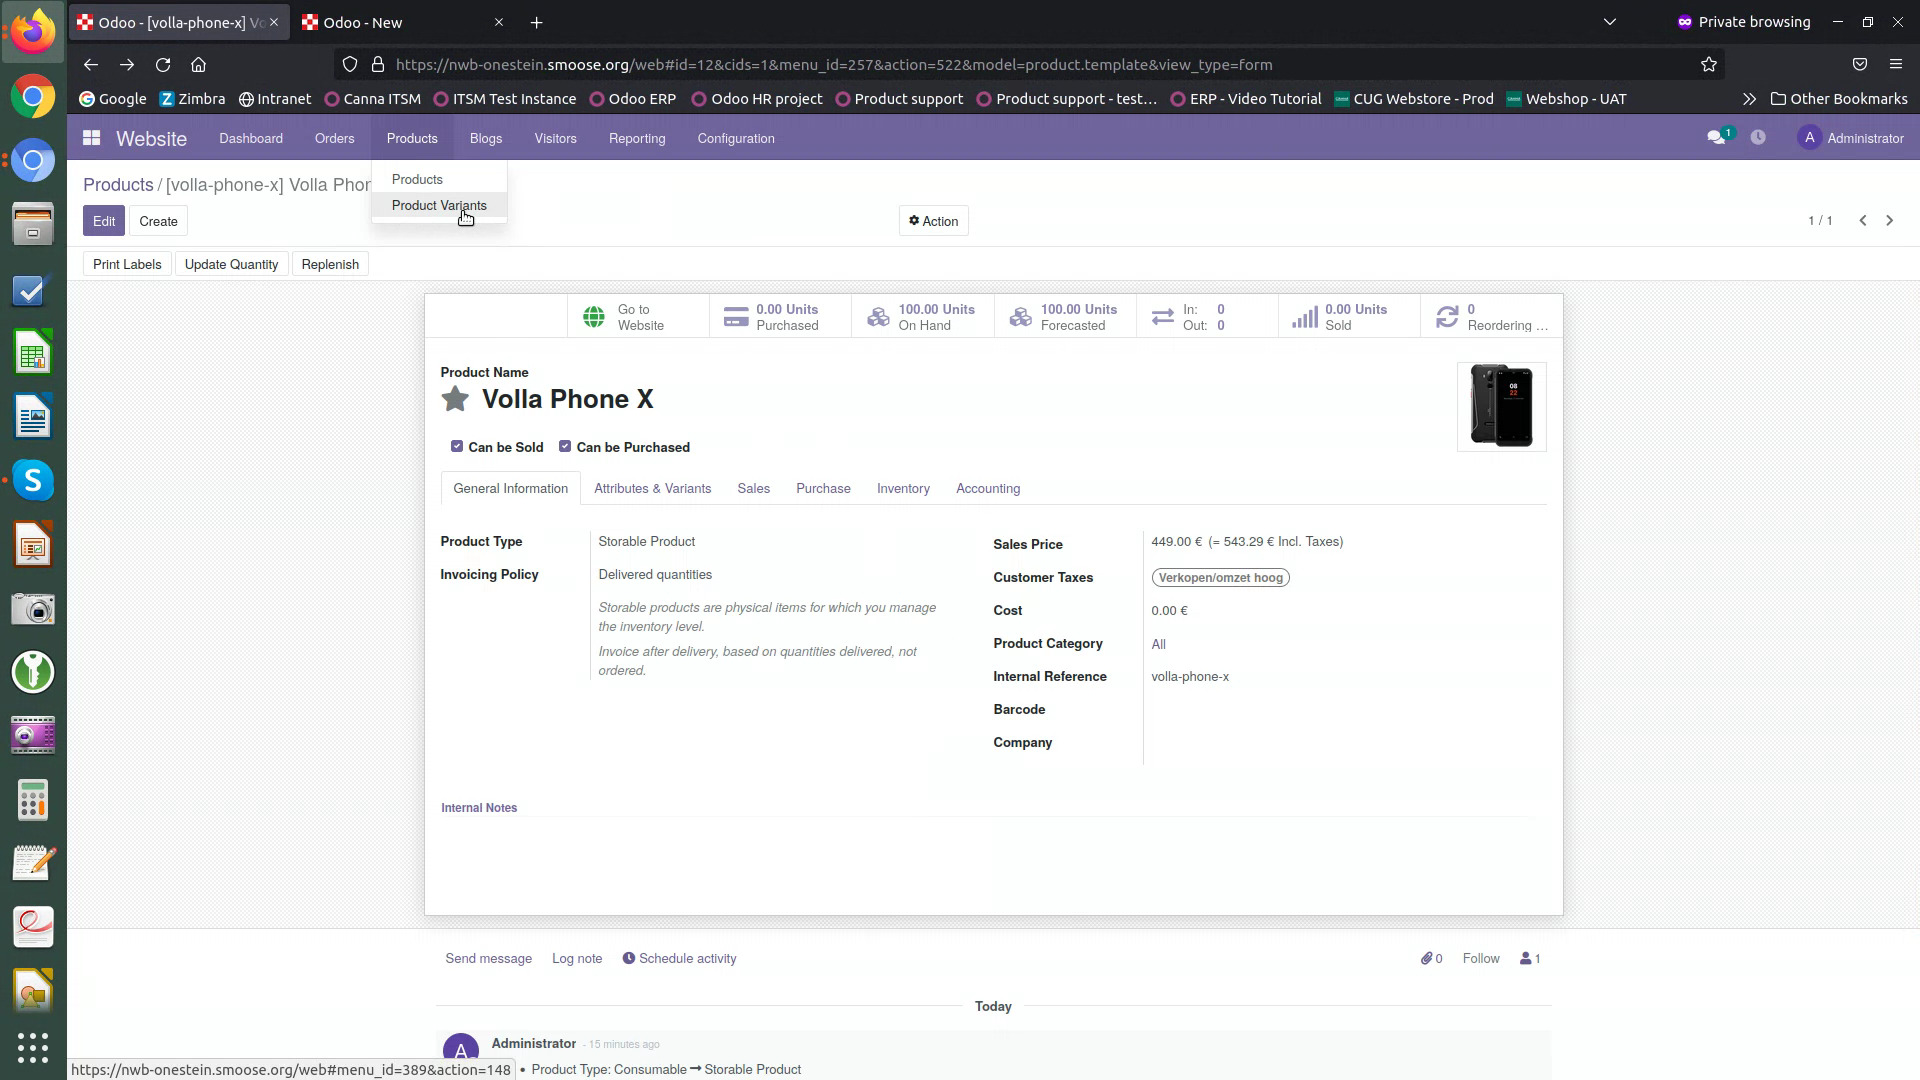 Odoo - [volla-phone-x] Vo
Odoo - New
Private browsing
https://nwb-onestein.smoose.org/web#id=12&cids=1&menu_id=257&action=522&model=product.template&view_type=form
Google
Zimbra
Intranet
Canna ITSM
ITSM Test Instance
Odoo ERP
Odoo HR project
Product support
Product support - test…
ERP - Video Tutorial
CUG Webstore - Prod
Webshop - UAT
Other Bookmarks
Website
Dashboard
Orders
Products
Blogs
Visitors
Reporting
Configuration
1
A
Administrator
Products
Product Variants
Products / [volla-phone-x] Volla Phon
Edit
Create
Action
1 / 1
Print Labels
Update Quantity
Replenish
Go to
Website
0.00 Units
Purchased
100.00 Units
On Hand
100.00 Units
Forecasted
In: 0
Out: 0
0.00 Units
Sold
0
Reordering ...
Product Name
Volla Phone X
08
22
Can be Sold
Can be Purchased
General Information
Attributes & Variants
Sales
Purchase
Inventory
Accounting
Product Type
Storable Product
Invoicing Policy
Delivered quantities
Storable products are physical items for which you manage
the inventory level.
Invoice after delivery, based on quantities delivered, not
ordered.
Sales Price
449.00 € (= 543.29 € Incl. Taxes)
Customer Taxes
Verkopen/omzet hoog
Cost
0.00 €
Product Category
All
Internal Reference
volla-phone-x
Barcode
Company
Internal Notes
Send message
Log note
Schedule activity
0
Follow
1
Today
A
Administrator - 15 minutes ago
• Product Type: Consumable → Storable Product
https://nwb-onestein.smoose.org/web#menu_id=389&action=148